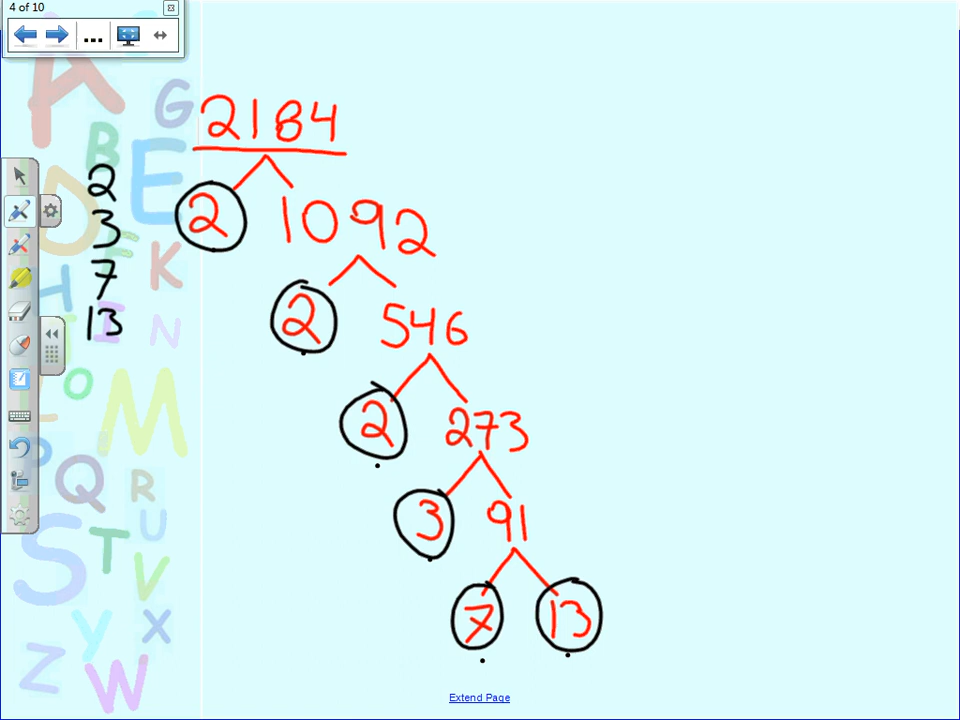 4 of 10
...
2184
2 1092
2 546
2 273
3 91
7 13
2
3
7
13
A
G
B
E
D
F
K
H
I
N
O
L
M
P
Q
R
S
T
U
V
Y
X
Z
W
Extend Page